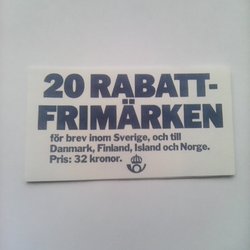 20 RABATT-
FRIMÄRKEN
för brev inom Sverige, och till
Danmark, Finland, Island och Norge.
Pris: 32 kronor.